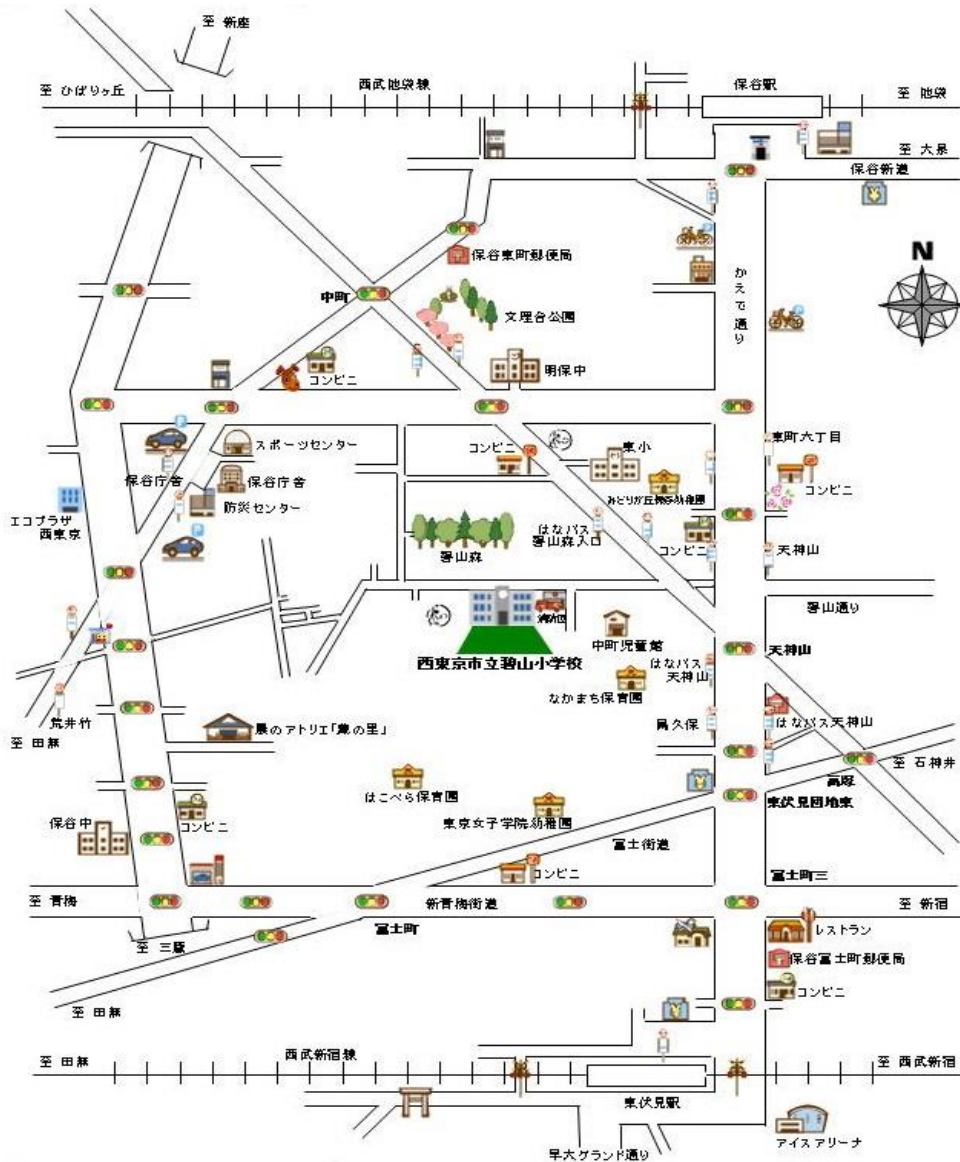 至 新座
至 ひばりヶ丘
西武池袋線
保谷駅
至 池袋
至 大泉
保谷新道
保谷東町郵便局
N
中町
文理台公園
かえで通り
コンビニ
明保中
スポーツセンター
コンビニ
東小
東町六丁目
保谷庁舎
保谷庁舎
みどりが丘保谷幼稚園
コンビニ
エコプラザ
西東京
防災センター
はなバス
碧山森入口
碧山森
コンビニ
天神山
碧山通り
消防団
中町児童館
天神山
西東京市立碧山小学校
はなバス
天神山
なかまち保育園
荒井竹
鳥久保
はなバス天神山
至 田無
農のアトリエ「蔵の里」
至 石神井
高塚
はこべら保育園
東伏見団地東
保谷中
コンビニ
東京女子学院幼稚園
富士街道
コンビニ
富士町三
至 青梅
新青梅街道
至 新宿
富士町
レストラン
至 三鷹
保谷富士町郵便局
コンビニ
至 田無
至 田無
西武新宿線
至 西武新宿
東伏見駅
アイスアリーナ
早大グランド通り